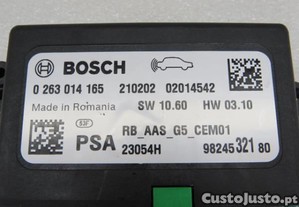 BOSCH
0 263 014 165 210202 02014542
Made in Romania SW 10.60 HW 03.10
PSA RB_AAS_G5_CEM01
23054H 98245 321 80
CustoJusto.pt